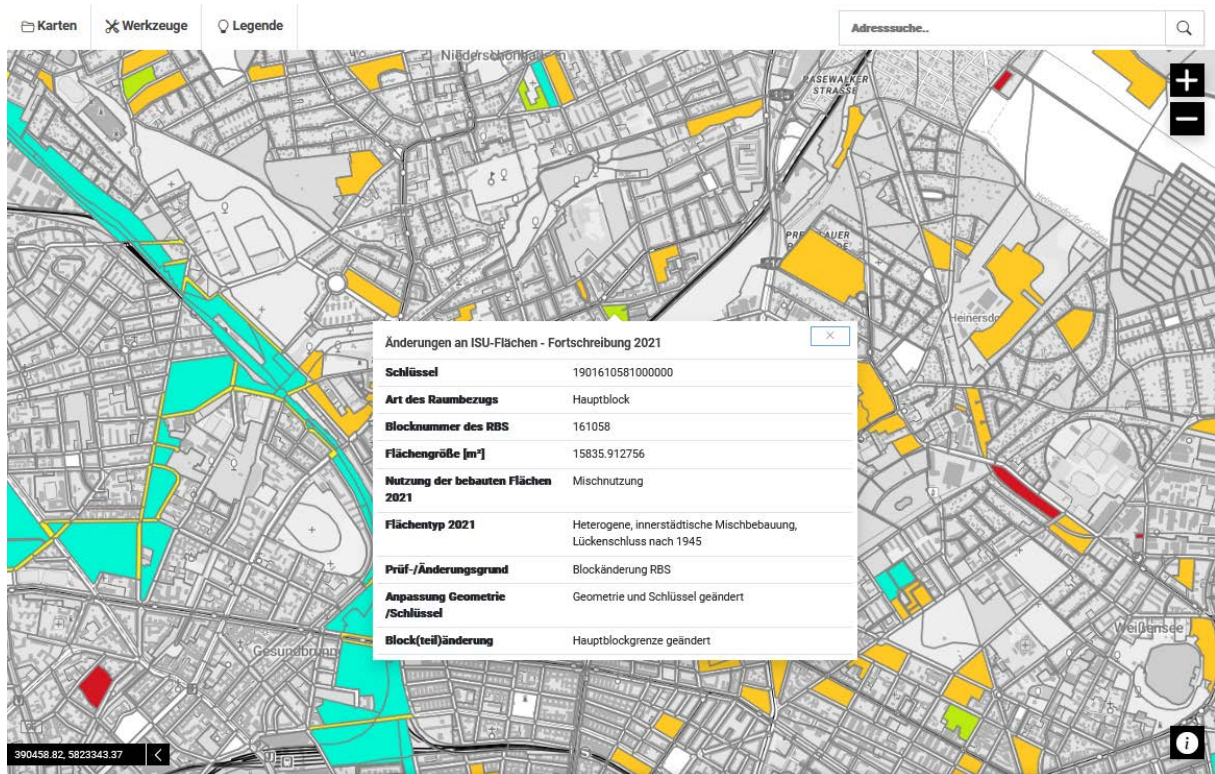 Karten
Werkzeuge
Legende
Adresssuche..
Niederschönhausen
PASEWALKER
STRASSE
Heinersdorfer Graben
Änderungen an ISU-Flächen - Fortschreibung 2021
Schlüssel 1901610581000000
Art des Raumbezugs Hauptblock
Blocknummer des RBS 161058
Flächengröße [m²] 15835.912756
Nutzung der bebauten Flächen Mischnutzung
2021
Flächentyp 2021 Heterogene, innerstädtische Mischbebauung,
Lückenschluss nach 1945
Prüf-/Änderungsgrund Blockänderung RBS
Anpassung Geometrie Geometrie und Schlüssel geändert
/Schlüssel
Block(teil)änderung Hauptblockgrenze geändert
Weißensee
390458.82, 5823343.37